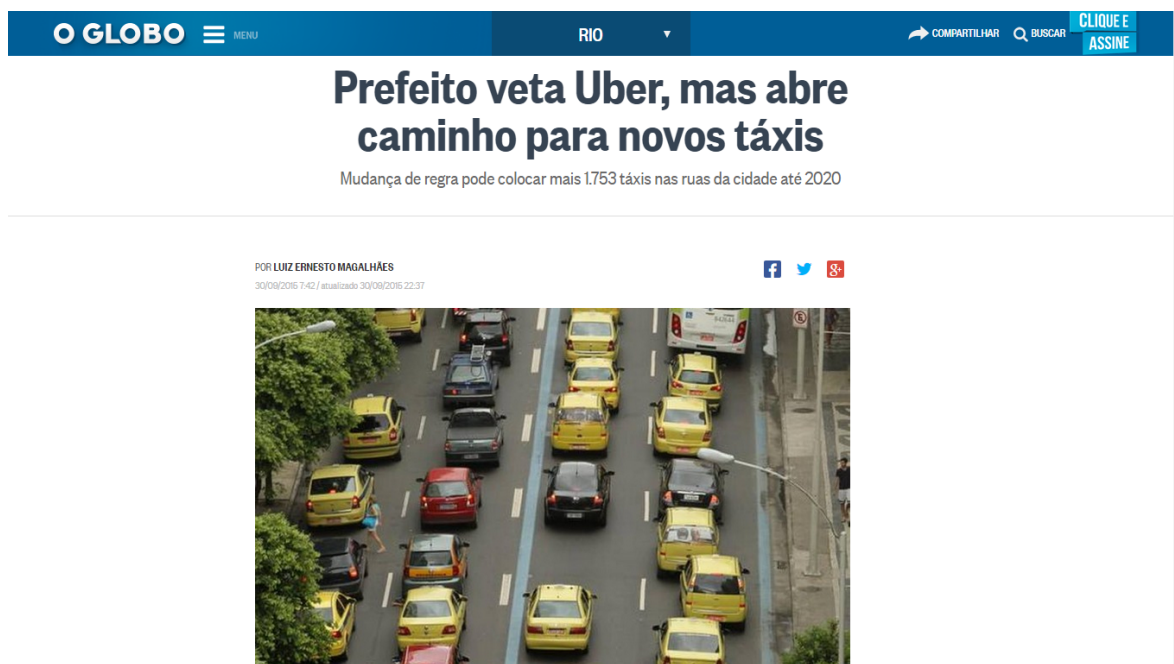 O GLOBO MENU RIO COMPARTILHAR BUSCAR CLIQUE E ASSINE
Prefeito veta Uber, mas abre
caminho para novos táxis
Mudança de regra pode colocar mais 1.753 táxis nas ruas da cidade até 2020
POR LUIZ ERNESTO MAGALHÃES
30/09/2015 7:42 / atualizado 30/09/2015 22:37